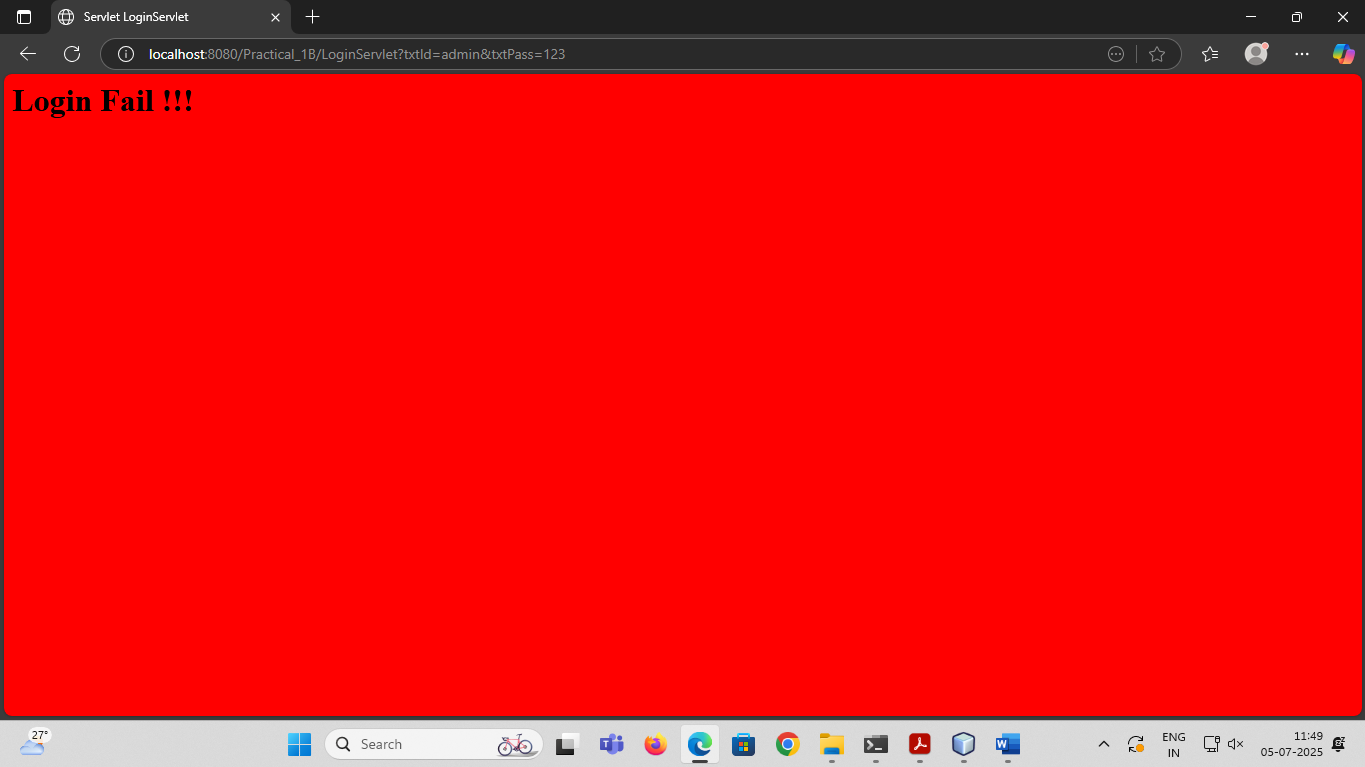 Servlet LoginServlet
localhost:8080/Practical_1B/LoginServlet?txtId=admin&txtPass=123
Login Fail !!!
27°
Search
ENG
IN
11:49
05-07-2025